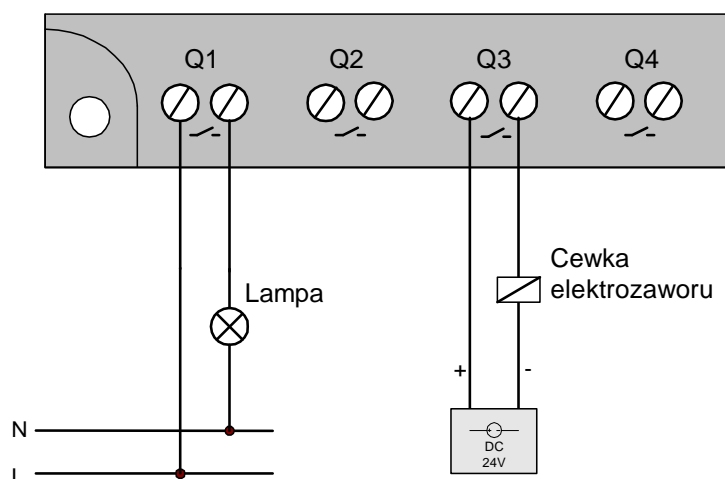 Q1 Q2 Q3 Q4
Lampa
Cewka
elektrozaworu
+ -
N
DC
24V
L